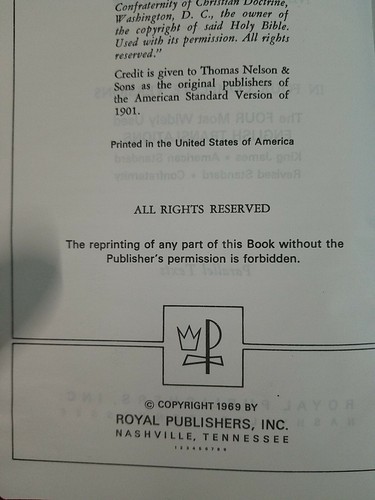 Confraternity of Christian Doctrine,
Washington, D. C., the owner of
the copyright of said Holy Bible.
Used with its permission. All rights
reserved."
Credit is given to Thomas Nelson &
Sons as the original publishers of
the American Standard Version of
1901.
Printed in the United States of America
ALL RIGHTS RESERVED
The reprinting of any part of this Book without the
Publisher's permission is forbidden.
© COPYRIGHT 1969 BY
ROYAL PUBLISHERS, INC.
NASHVILLE, TENNESSEE